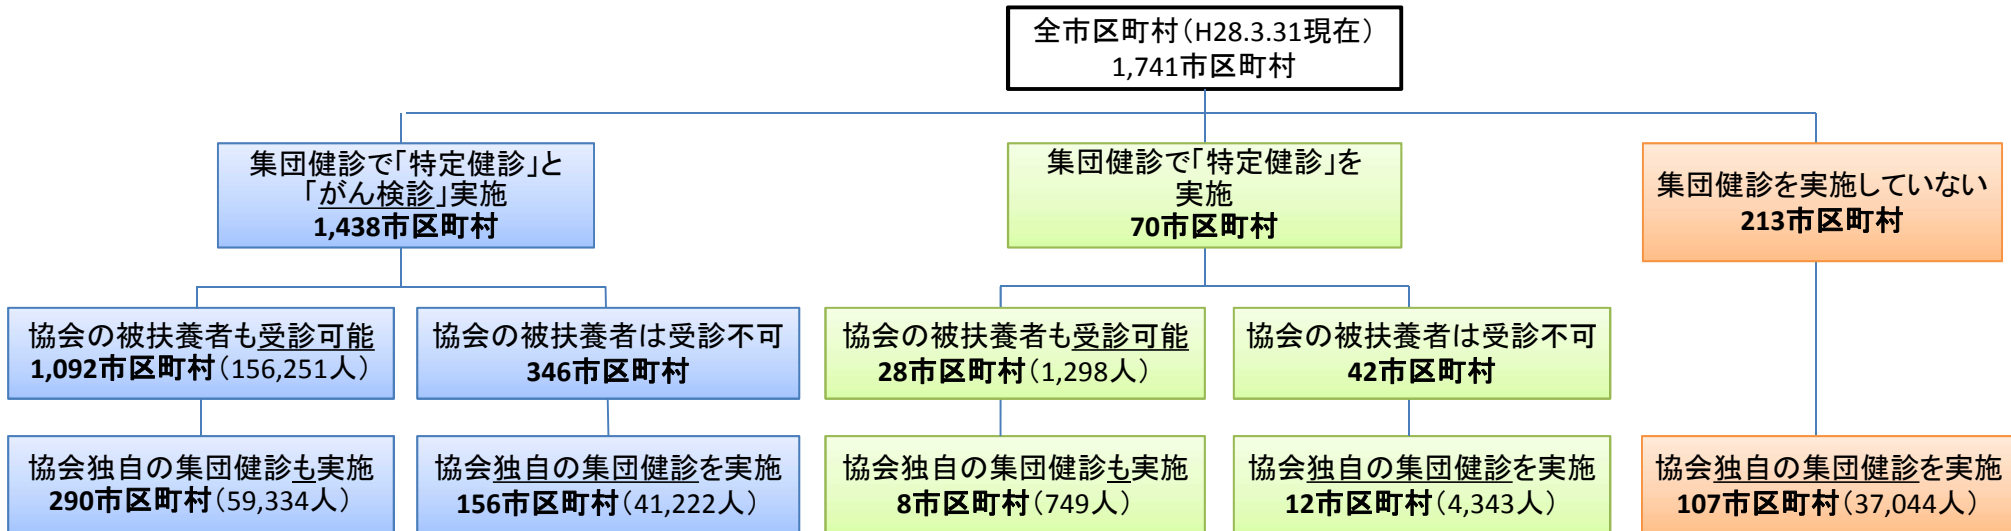 全市区町村(H28.3.31現在)
1,741市区町村
集団健診で「特定健診」と
「がん検診」実施
1,438市区町村
集団健診で「特定健診」を
実施
70市区町村
集団健診を実施していない
213市区町村
協会の被扶養者も受診可能
1,092市区町村(156,251人)
協会の被扶養者は受診不可
346市区町村
協会の被扶養者も受診可能
28市区町村(1,298人)
協会の被扶養者は受診不可
42市区町村
協会独自の集団健診も実施
290市区町村(59,334人)
協会独自の集団健診を実施
156市区町村(41,222人)
協会独自の集団健診も実施
8市区町村(749人)
協会独自の集団健診を実施
12市区町村(4,343人)
協会独自の集団健診を実施
107市区町村(37,044人)